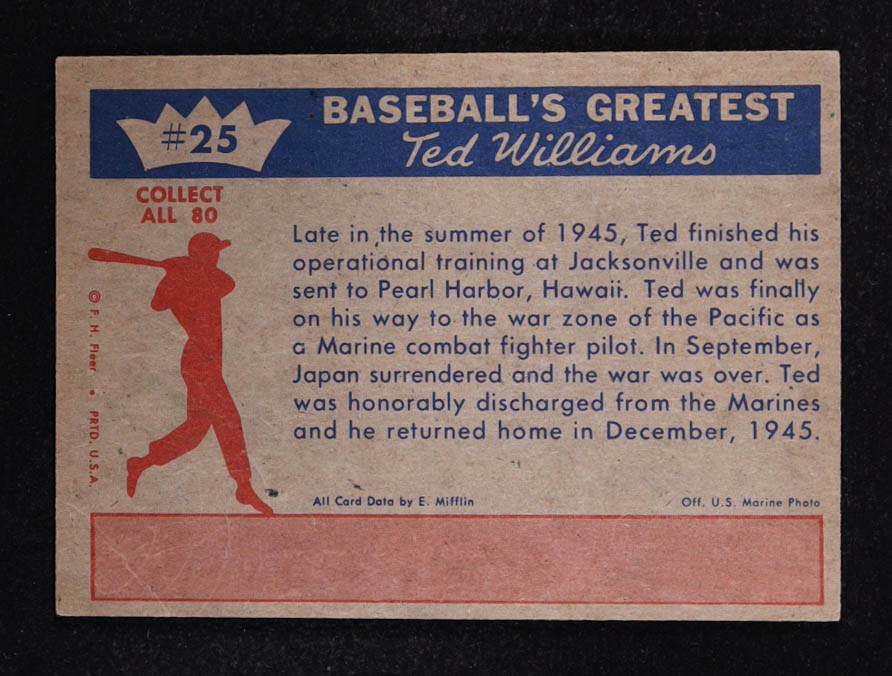 #25
BASEBALL'S GREATEST
Ted Williams
COLLECT
ALL 80
Late in the summer of 1945, Ted finished his
operational training at Jacksonville and was
sent to Pearl Harbor, Hawaii. Ted was finally
on his way to the war zone of the Pacific as
a Marine combat fighter pilot. In September,
Japan surrendered and the war was over. Ted
was honorably discharged from the Marines
and he returned home in December, 1945.
© F. H. Fleer • PRTD. U.S.A.
All Card Data by E. Mifflin
Off. U.S. Marine Photo